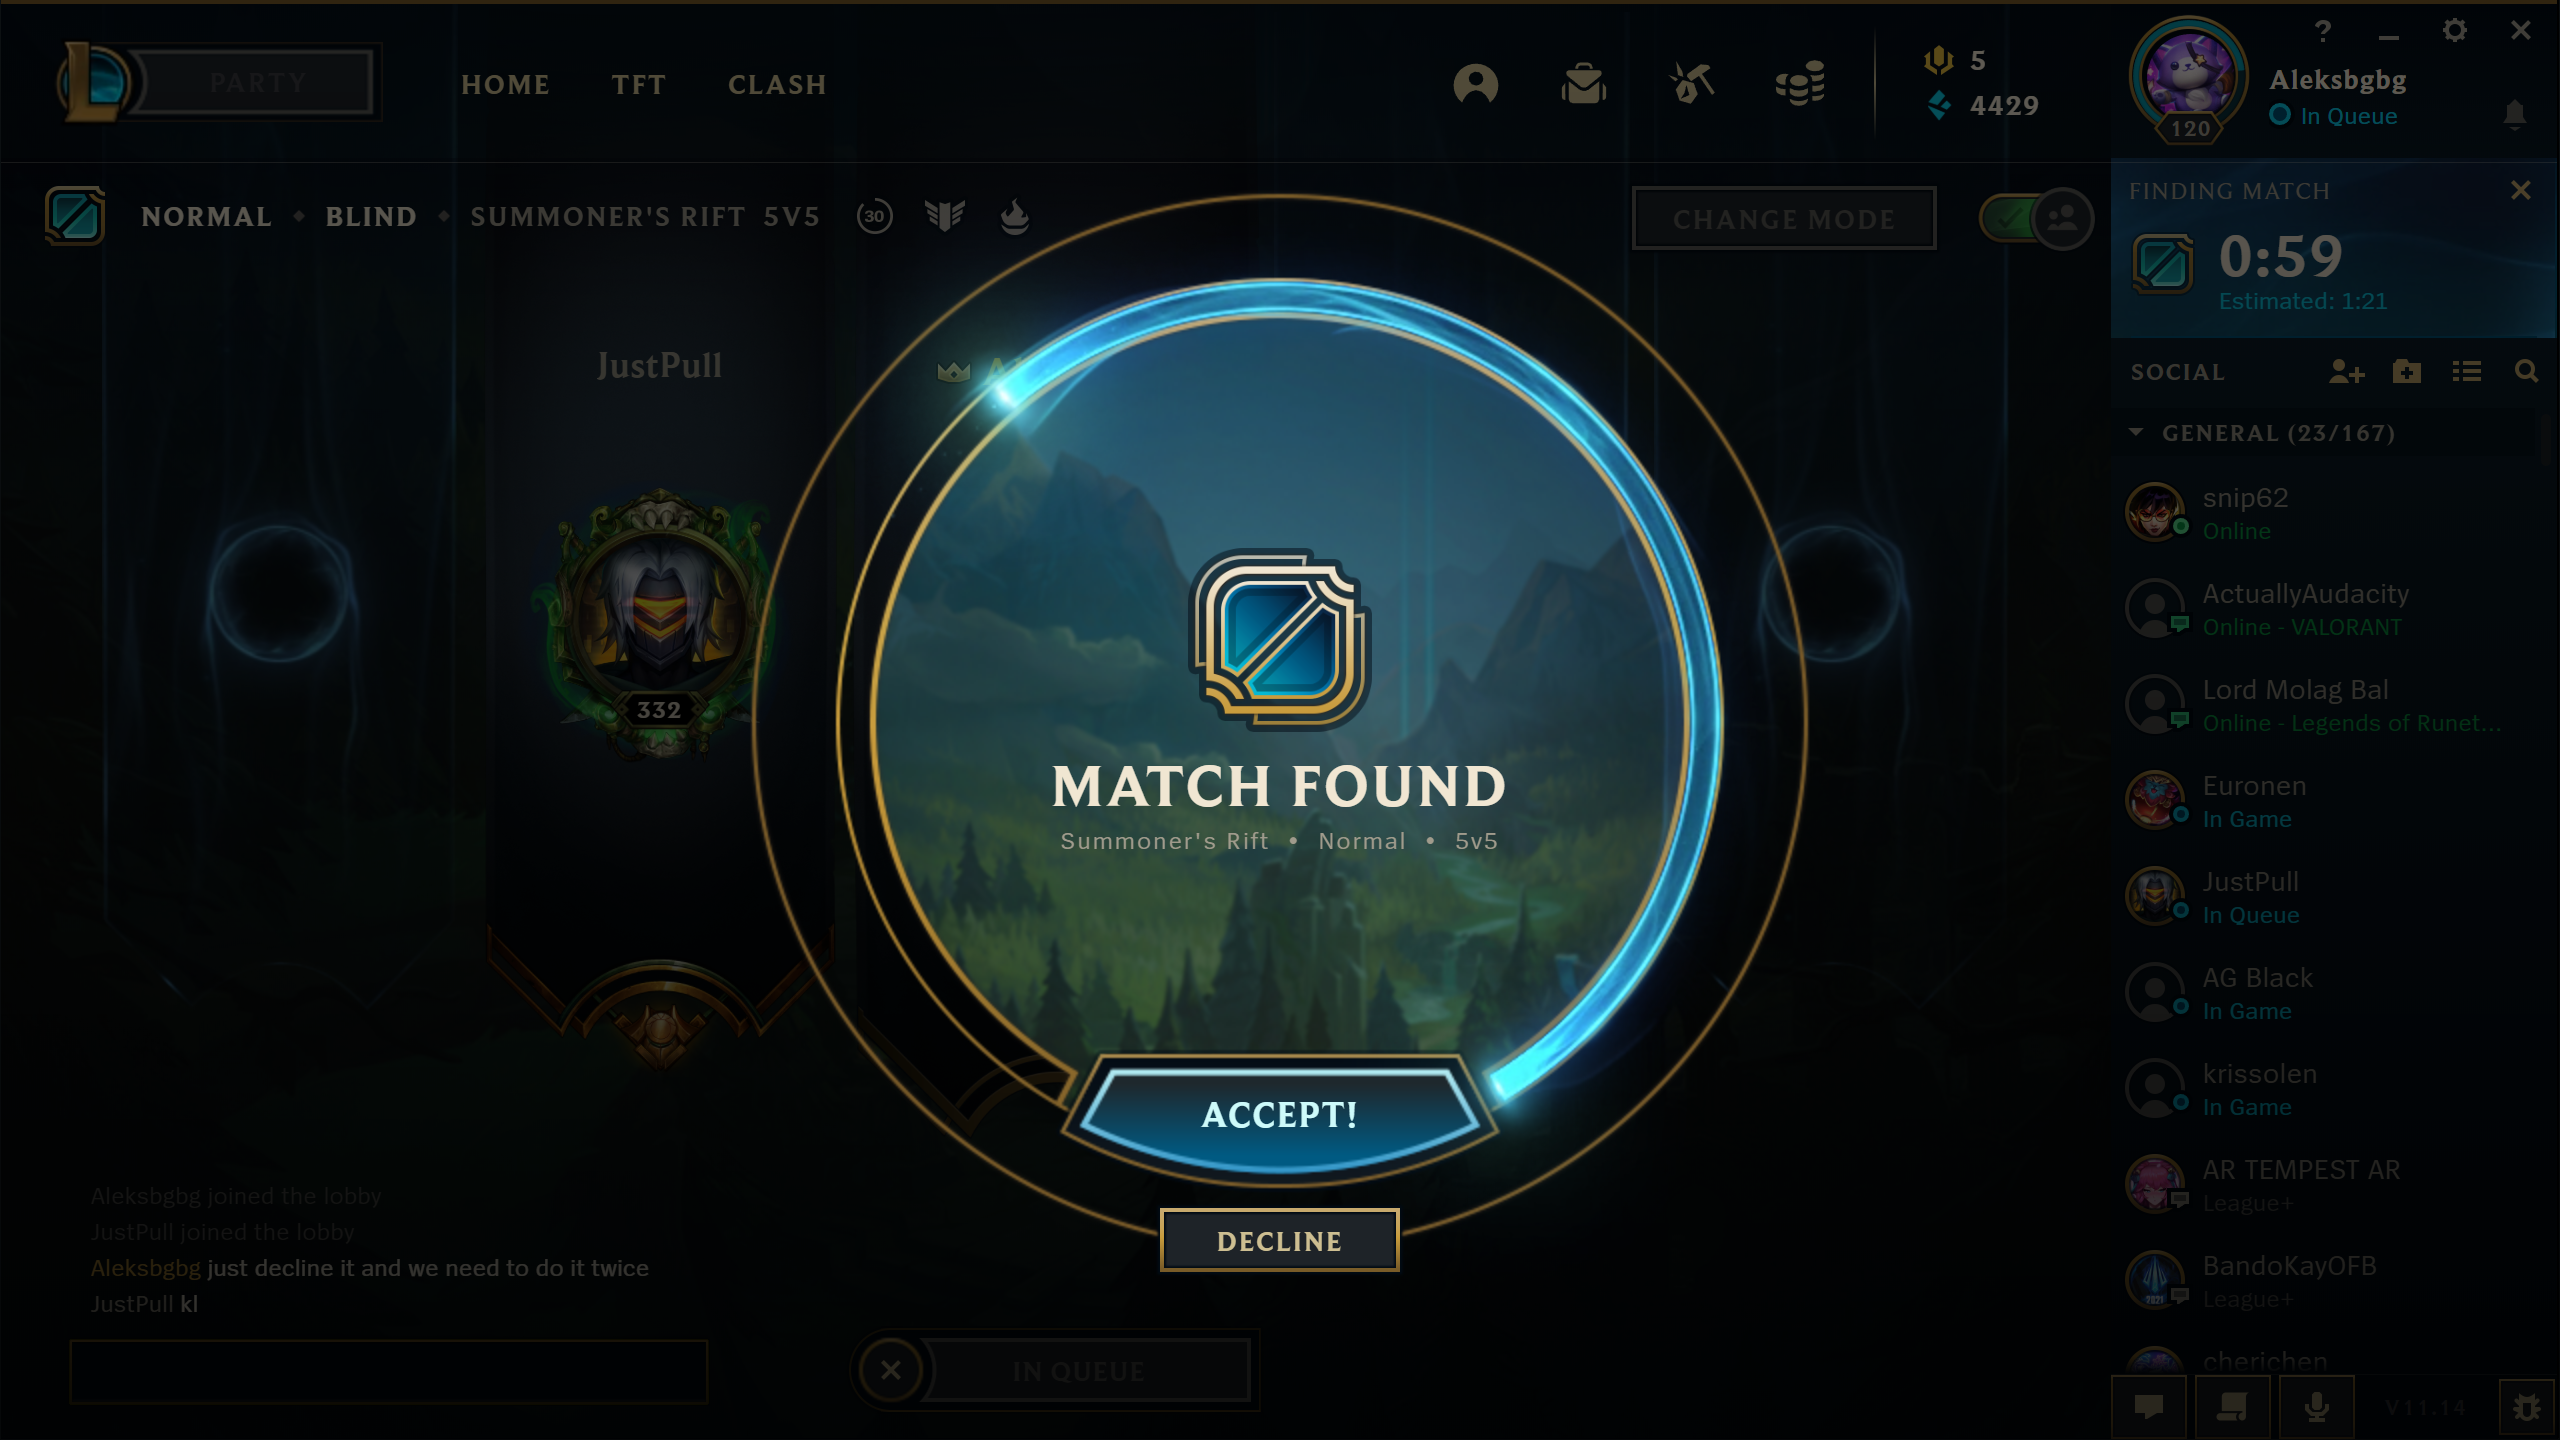 PARTY
HOME
TFT
CLASH
5
4429
Aleksbgbg
In Queue
120
NORMAL ◆ BLIND ◆ SUMMONER'S RIFT 5V5
30
CHANGE MODE
FINDING MATCH
0:59
Estimated: 1:21
JustPull
332
MATCH FOUND
Summoner's Rift • Normal • 5v5
ACCEPT!
DECLINE
Aleksbgbg joined the lobby
JustPull joined the lobby
Aleksbgbg just decline it and we need to do it twice
JustPull kl
IN QUEUE
SOCIAL
GENERAL (23/167)
snip62
Online
ActuallyAudacity
Online - VALORANT
Lord Molag Bal
Online - Legends of Runet...
Euronen
In Game
JustPull
In Queue
AG Black
In Game
krissolen
In Game
AR TEMPEST AR
League+
BandoKayOFB
League+
2021
cherichen
V11.14